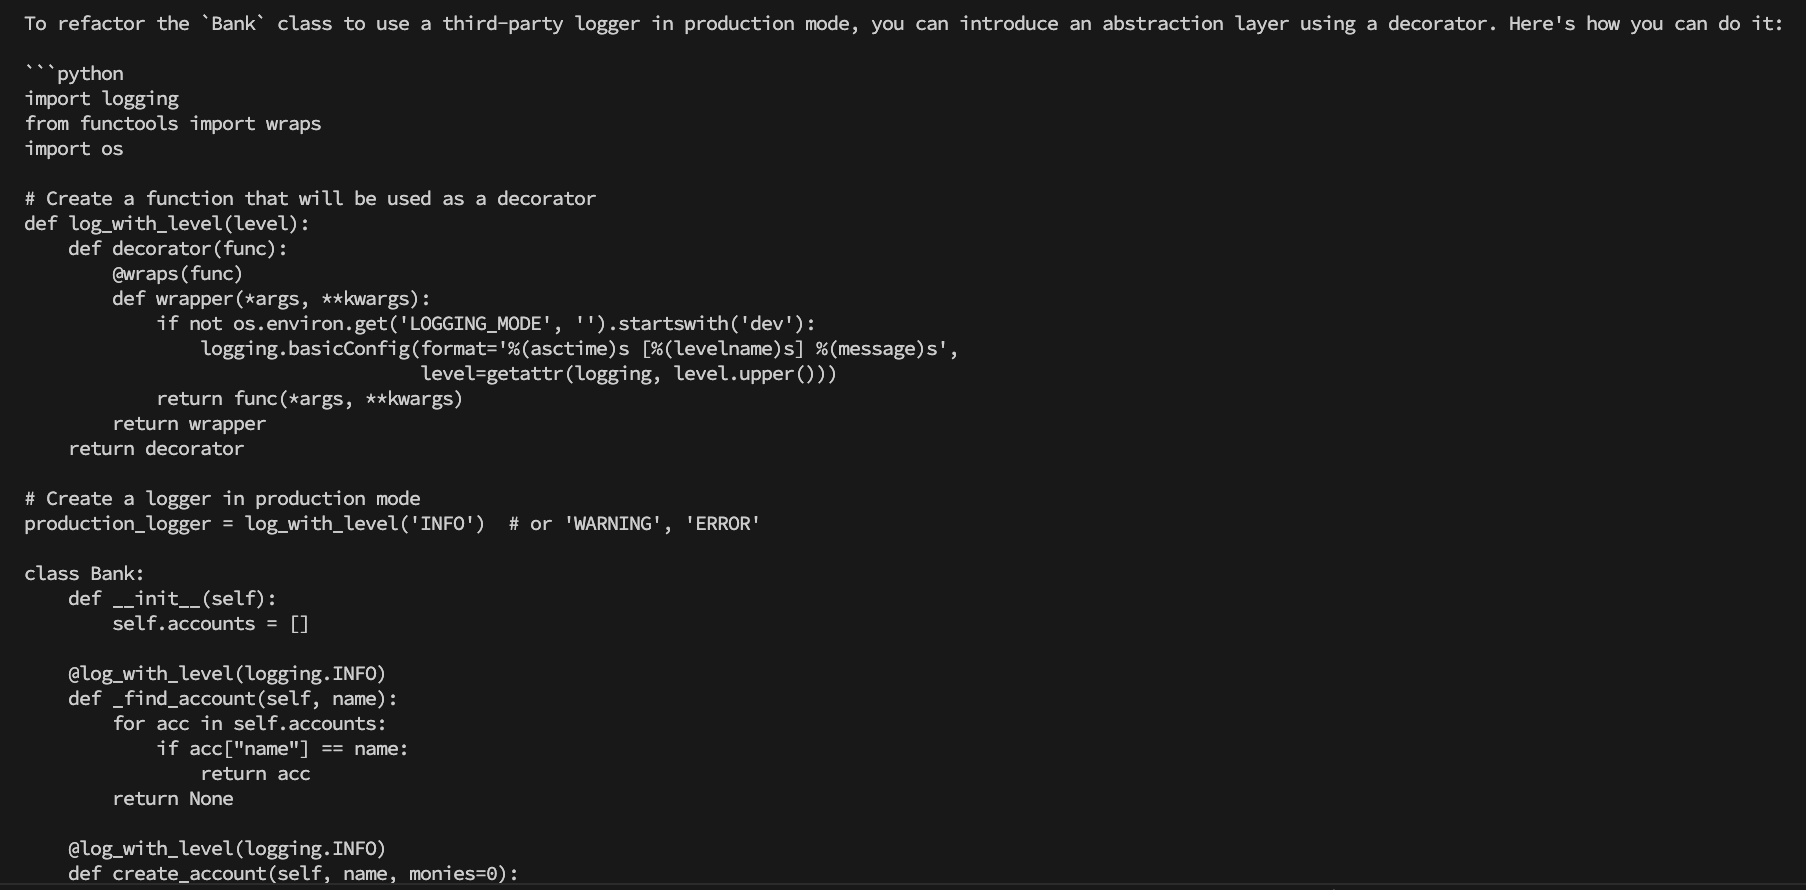 To refactor the `Bank` class to use a third-party logger in production mode, you can introduce an abstraction layer using a decorator. Here's how you can do it:

```python
import logging
from functools import wraps
import os

# Create a function that will be used as a decorator
def log_with_level(level):
    def decorator(func):
        @wraps(func)
        def wrapper(*args, **kwargs):
            if not os.environ.get('LOGGING_MODE', '').startswith('dev'):
                logging.basicConfig(format='%(asctime)s [%(levelname)s] %(message)s',
                                    level=getattr(logging, level.upper()))
            return func(*args, **kwargs)
        return wrapper
    return decorator

# Create a logger in production mode
production_logger = log_with_level('INFO')  # or 'WARNING', 'ERROR'

class Bank:
    def __init__(self):
        self.accounts = []

    @log_with_level(logging.INFO)
    def _find_account(self, name):
        for acc in self.accounts:
            if acc["name"] == name:
                return acc
        return None

    @log_with_level(logging.INFO)
    def create_account(self, name, monies=0):